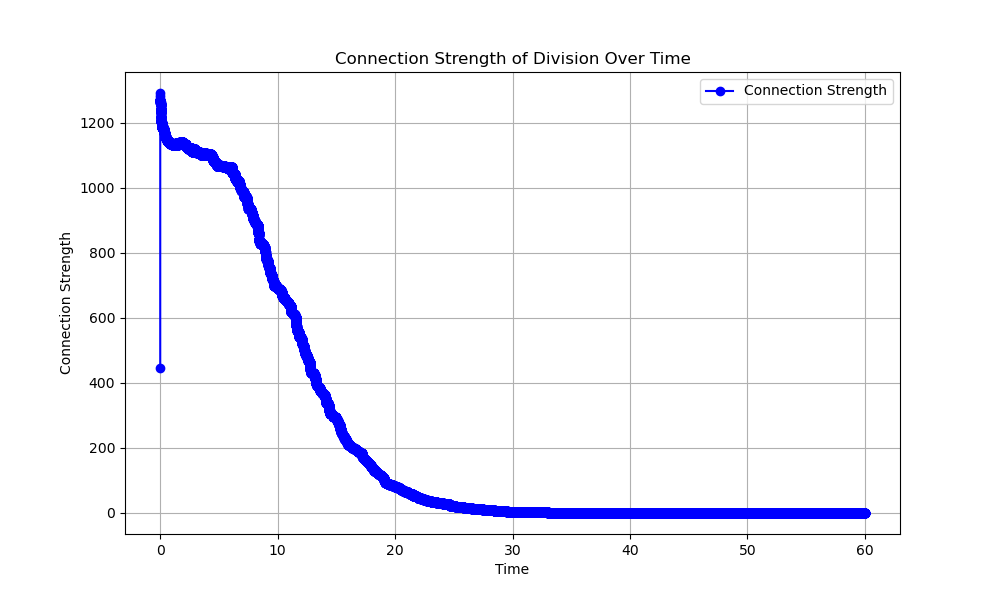 Connection Strength of Division Over Time
Connection Strength
1200
1000
800
600
400
200
0
Connection Strength
0 10 20 30 40 50 60
Time